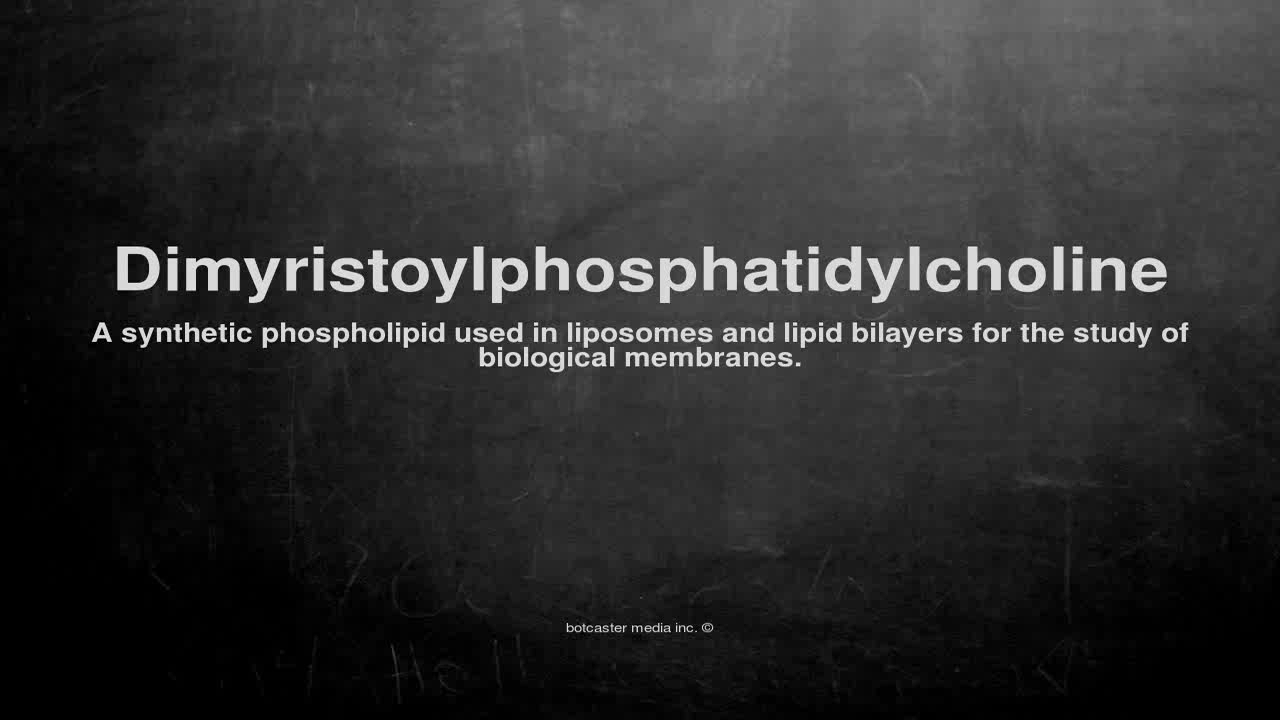 Dimyristoylphosphatidylcholine
A synthetic phospholipid used in liposomes and lipid bilayers for the study of
biological membranes.
botcaster media inc. ©